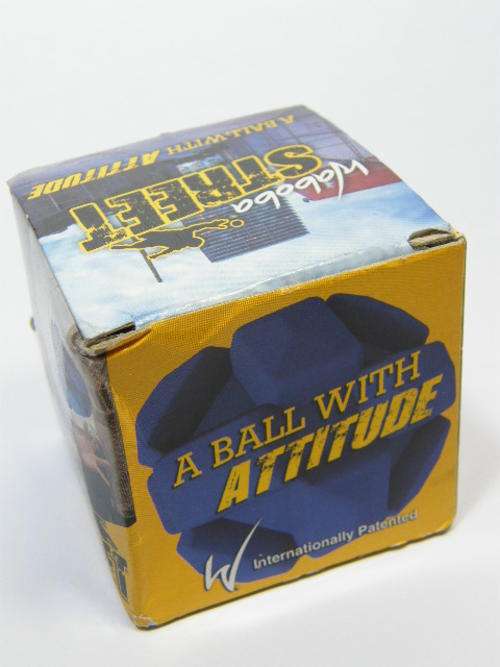 A BALL WITH ATTITUDE
Waboba
STREET
A BALL WITH
ATTITUDE
W Internationally Patented